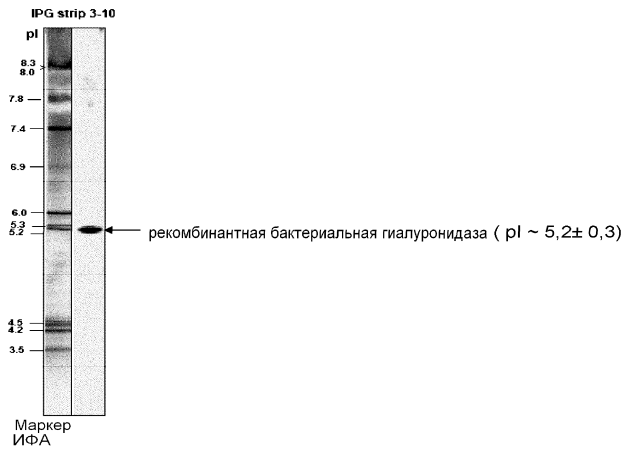 IPG strip 3-10
pI
8.3
8.0
7.8
7.4
6.9
6.0
5.3
5.2
рекомбинантная бактериальная гиалуронидаза ( pI ~ 5,2± 0,3)
4.5
4.2
3.5
Маркер
ИФА